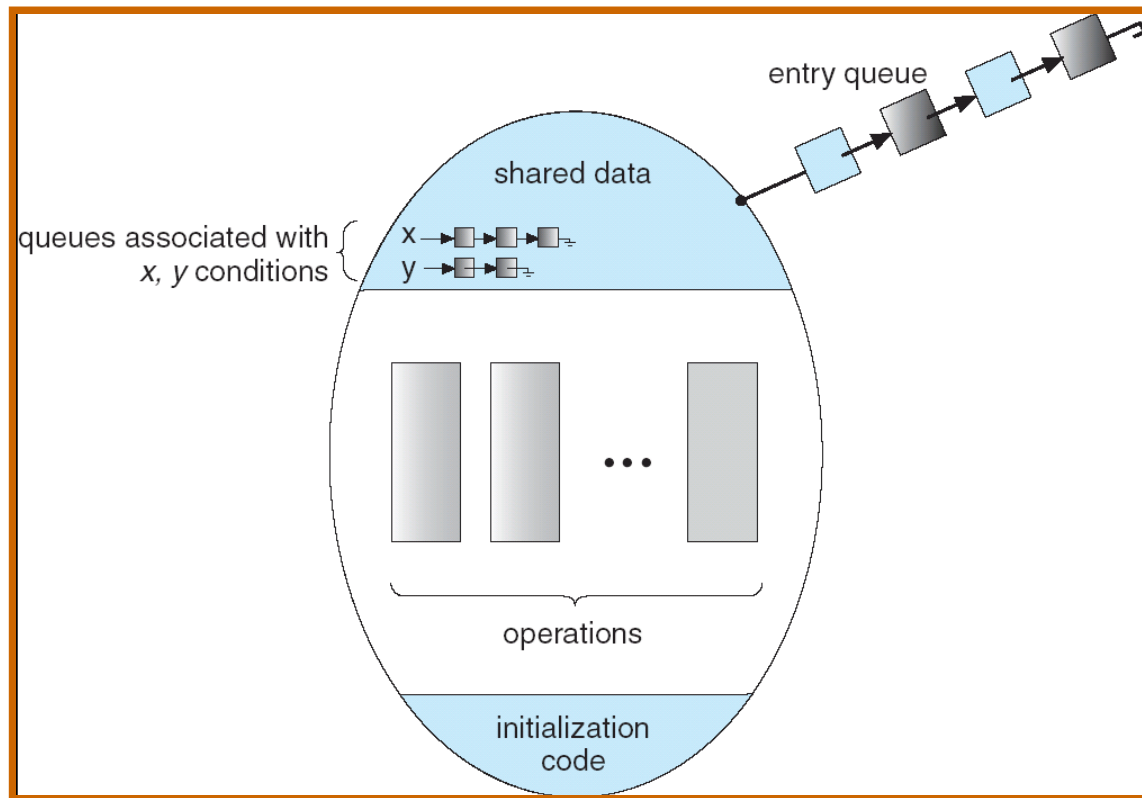 entry queue
shared data
queues associated with
x, y conditions
x
y
...
operations
initialization
code